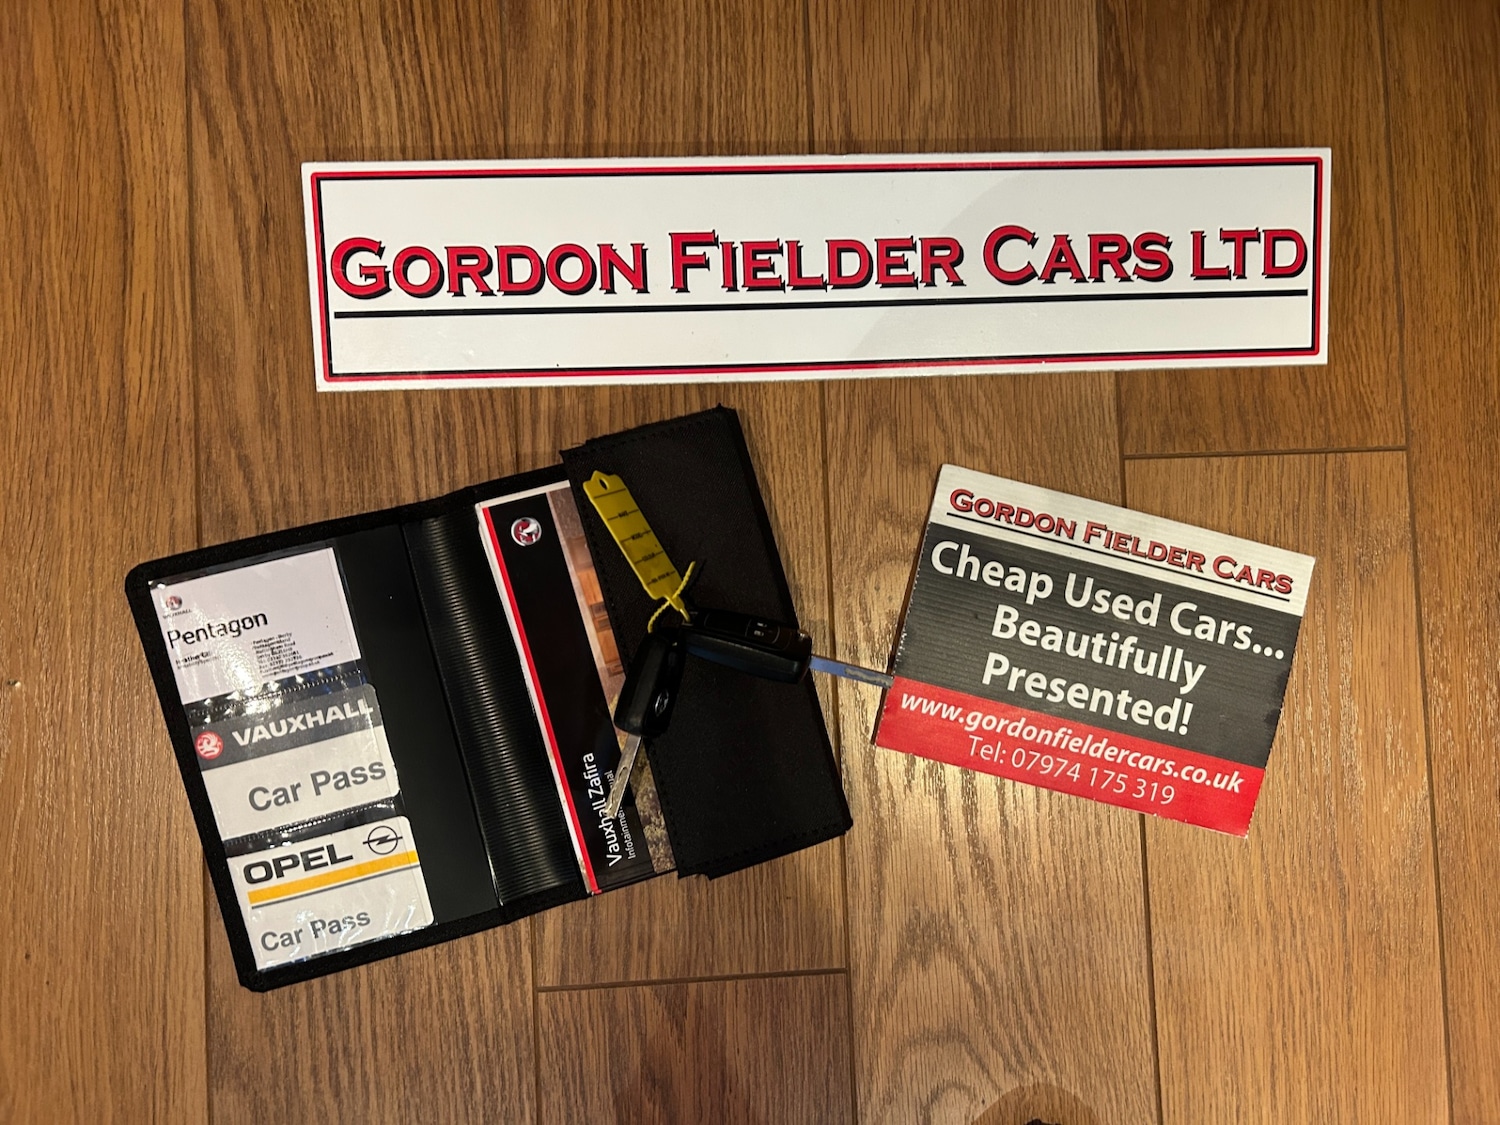 GORDON FIELDER CARS LTD
GORDON FIELDER CARS
Cheap Used Cars...
Beautifully
Presented!
www.gordonfieldercars.co.uk
Tel: 07974 175 319
VAUXHALL
Pentagon
VAUXHALL
Car Pass
OPEL
Car Pass
Vauxhall Zafira